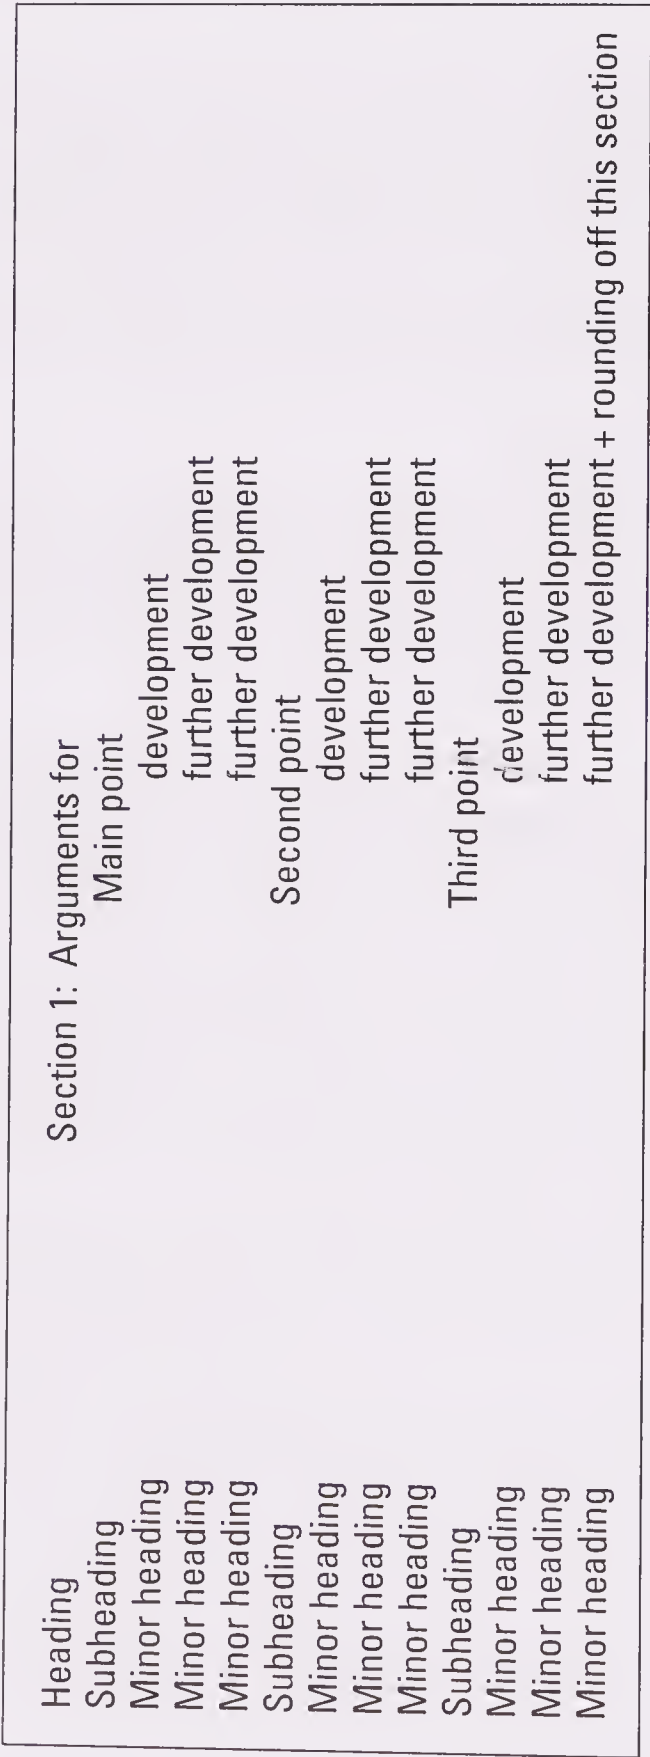 Heading Section 1: Arguments for
Subheading Main point
Minor heading development
Minor heading further development
Minor heading further development
Subheading Second point
Minor heading development
Minor heading further development
Minor heading further development
Subheading Third point
Minor heading development
Minor heading further development
Minor heading further development + rounding off this section